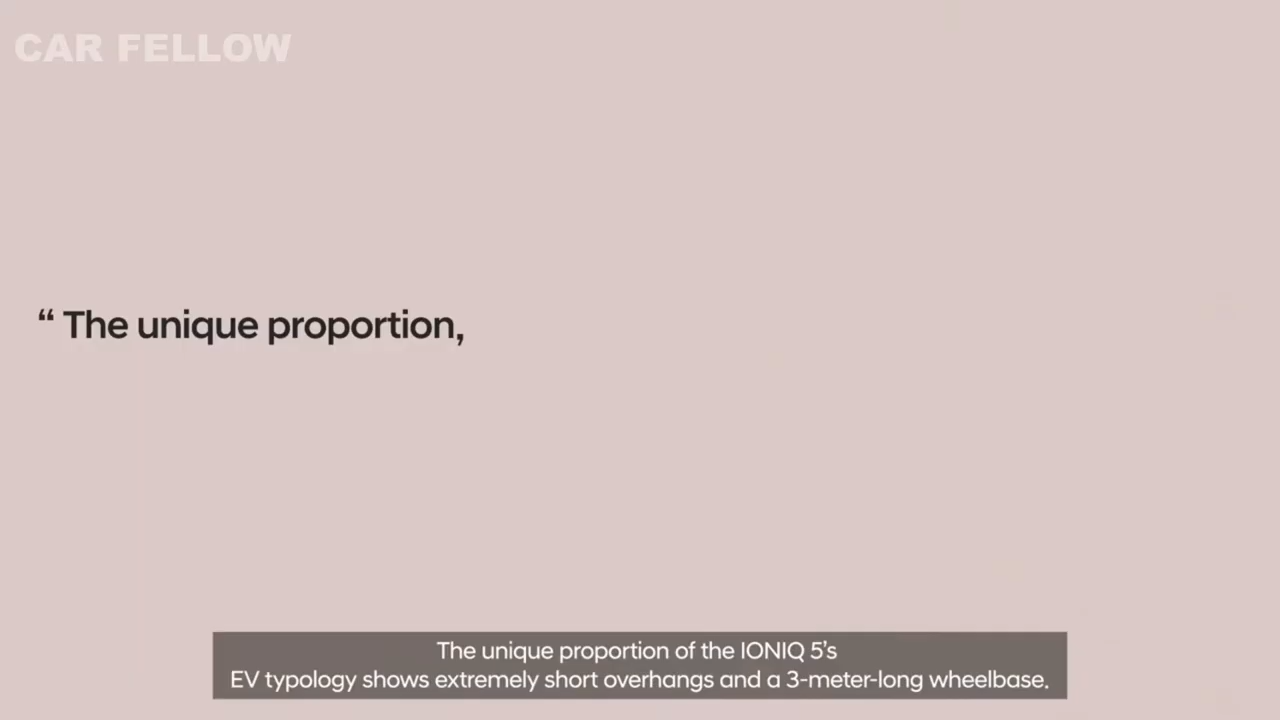 CAR FELLOW
“ The unique proportion,
The unique proportion of the IONIQ 5’s
EV typology shows extremely short overhangs and a 3-meter-long wheelbase.